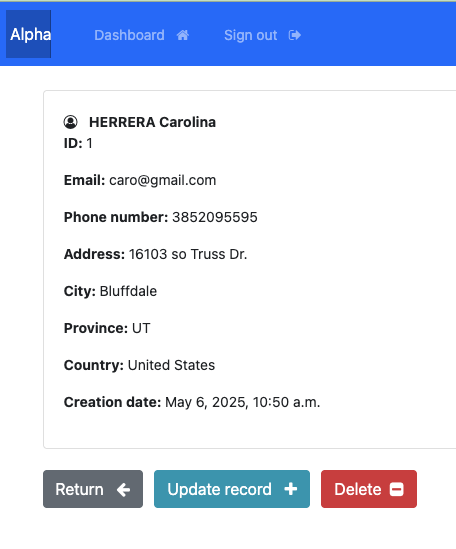 Alpha Dashboard Sign out
HERRERA Carolina
ID: 1
Email: caro@gmail.com
Phone number: 3852095595
Address: 16103 so Truss Dr.
City: Bluffdale
Province: UT
Country: United States
Creation date: May 6, 2025, 10:50 a.m.
Return Update record Delete